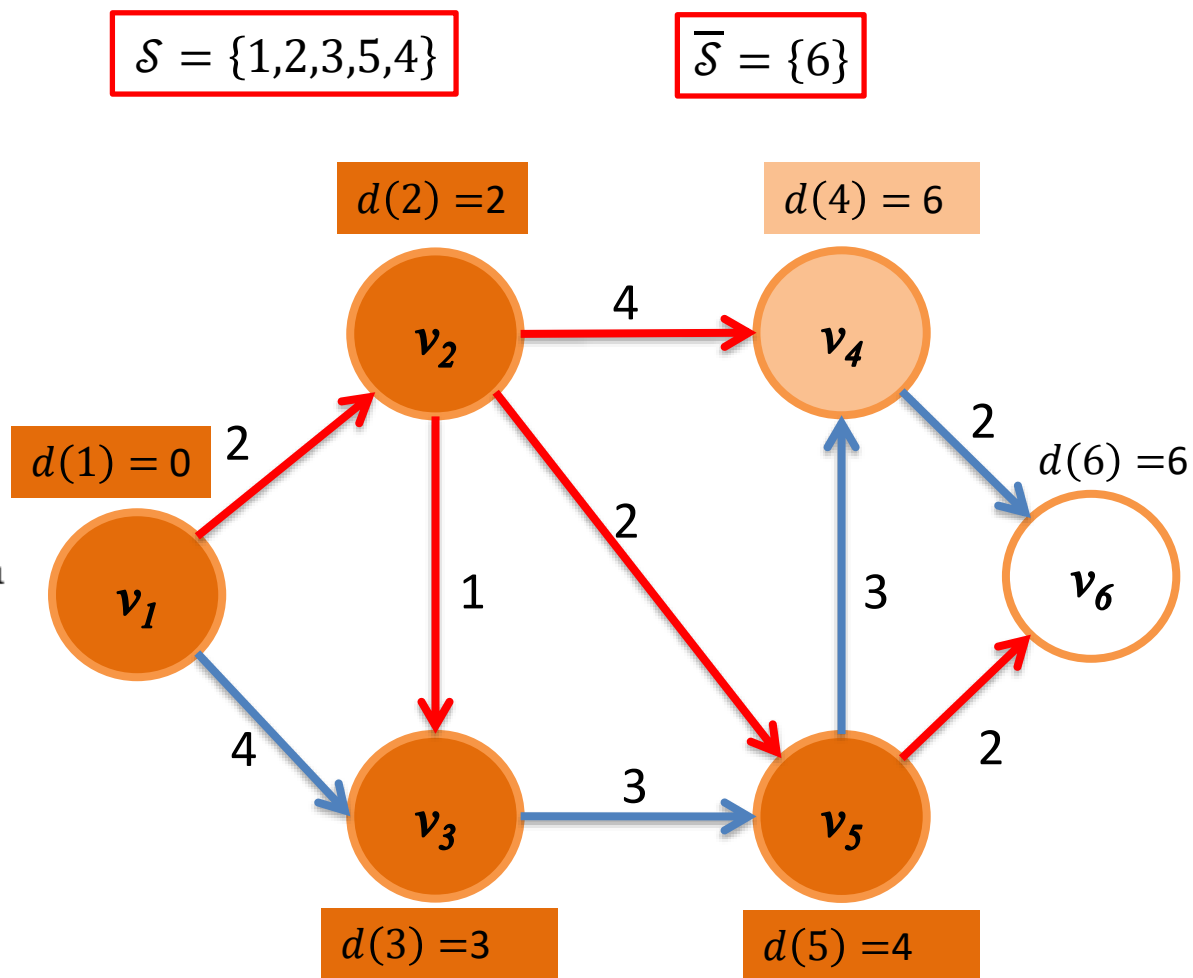 𝒮 = {1,2,3,5,4}
𝒮̅ = {6}
d(2) =2
d(4) = 6
4
v₂
v₄
2
2
d(1) = 0
d(6) =6
2
1
3
v₁
v₆
4
2
3
v₃
v₅
d(3) =3
d(5) =4